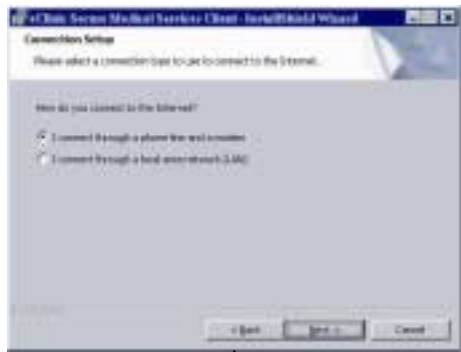 eClinic Secure Medical Services Client - InstallShield Wizard
Connection Setup
Please select a connection type to use to connect to the Internet.
How do you connect to the Internet?
I connect through a phone line and a modem
I connect through a local area network (LAN)
< Back
Next >
Cancel